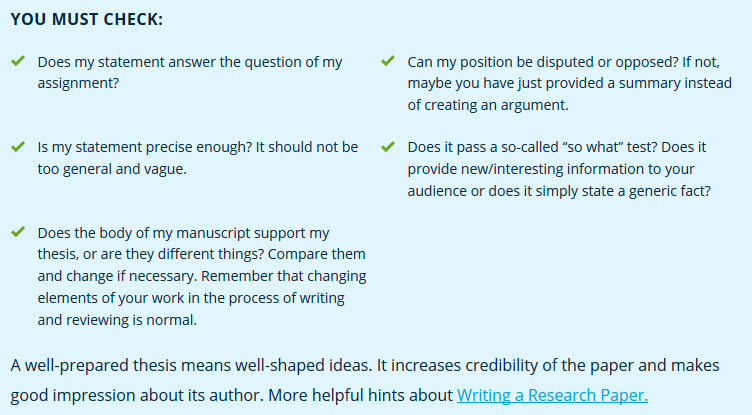 YOU MUST CHECK:
Does my statement answer the question of my
assignment?
Can my position be disputed or opposed? If not,
maybe you have just provided a summary instead
of creating an argument.
Is my statement precise enough? It should not be
too general and vague.
Does it pass a so-called “so what” test? Does it
provide new/interesting information to your
audience or does it simply state a generic fact?
Does the body of my manuscript support my
thesis, or are they different things? Compare them
and change if necessary. Remember that changing
elements of your work in the process of writing
and reviewing is normal.
A well-prepared thesis means well-shaped ideas. It increases credibility of the paper and makes
good impression about its author. More helpful hints about Writing a Research Paper.